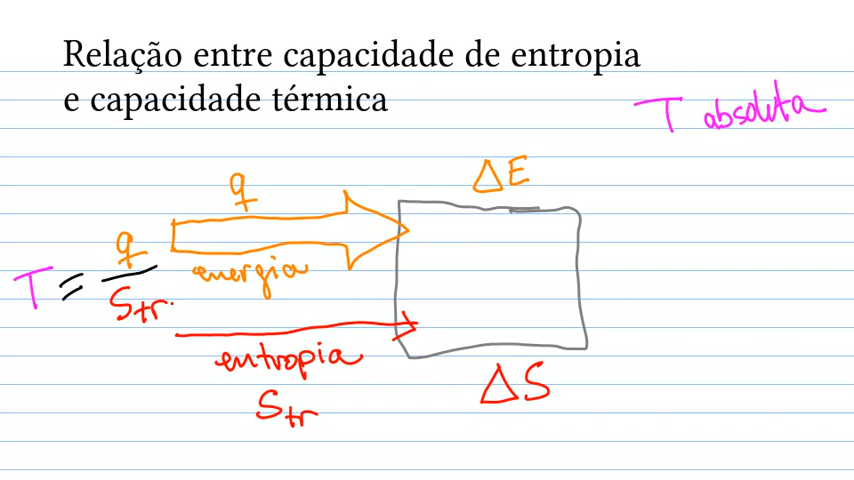 Relação entre capacidade de entropia
e capacidade térmica
T absoluta
ΔE
q
energia
T = q / Str
entropia
Str
ΔS